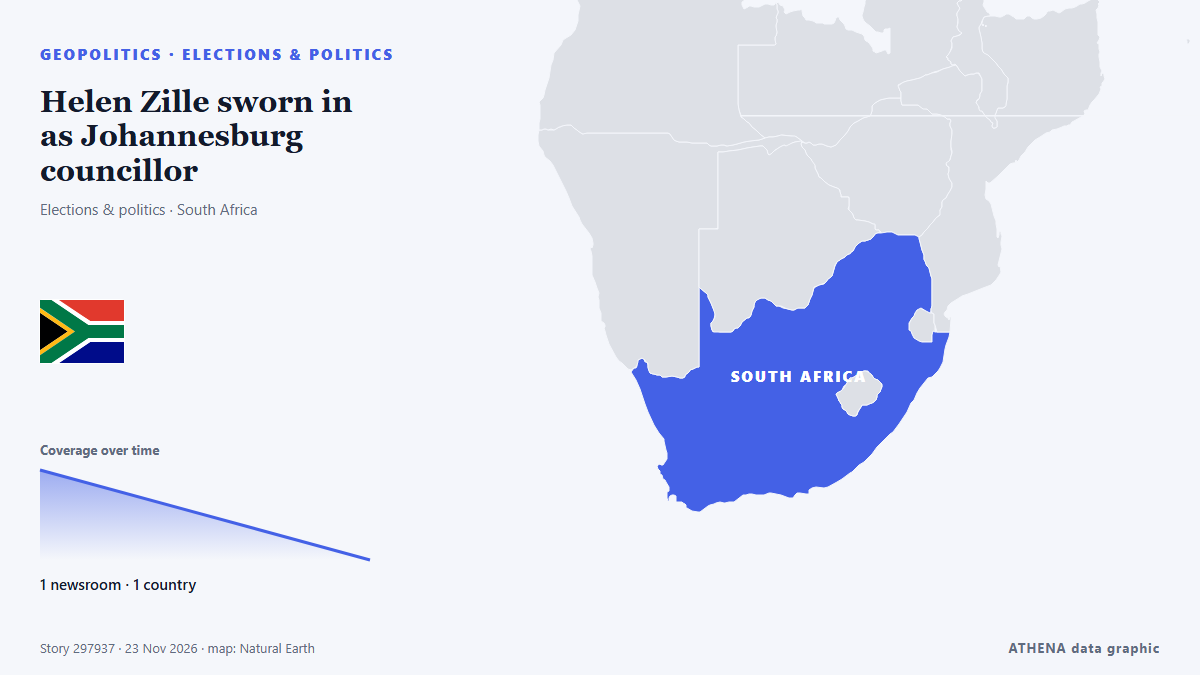 GEOPOLITICS · ELECTIONS & POLITICS
Helen Zille sworn in
as Johannesburg
councillor
Elections & politics · South Africa
SOUTH AFRICA
Coverage over time
1 newsroom · 1 country
Story 297937 · 23 Nov 2026 · map: Natural Earth
ATHENA data graphic